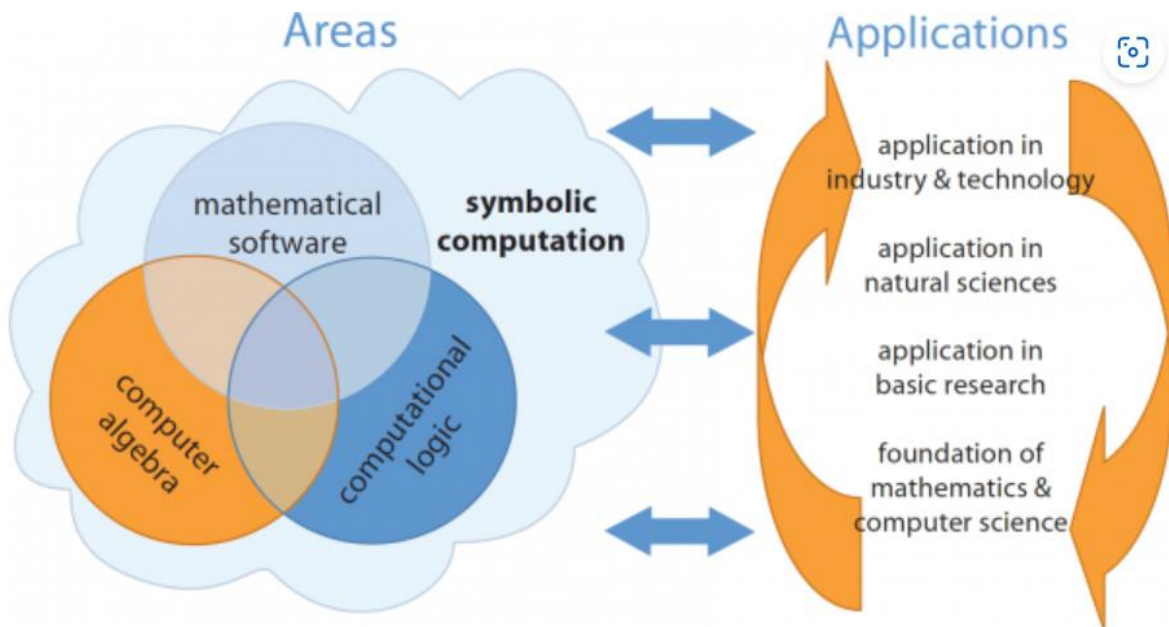 Areas
Applications
mathematical
software
symbolic
computation
computer
algebra
computational
logic
application in
industry & technology
application in
natural sciences
application in
basic research
foundation of
mathematics &
computer science